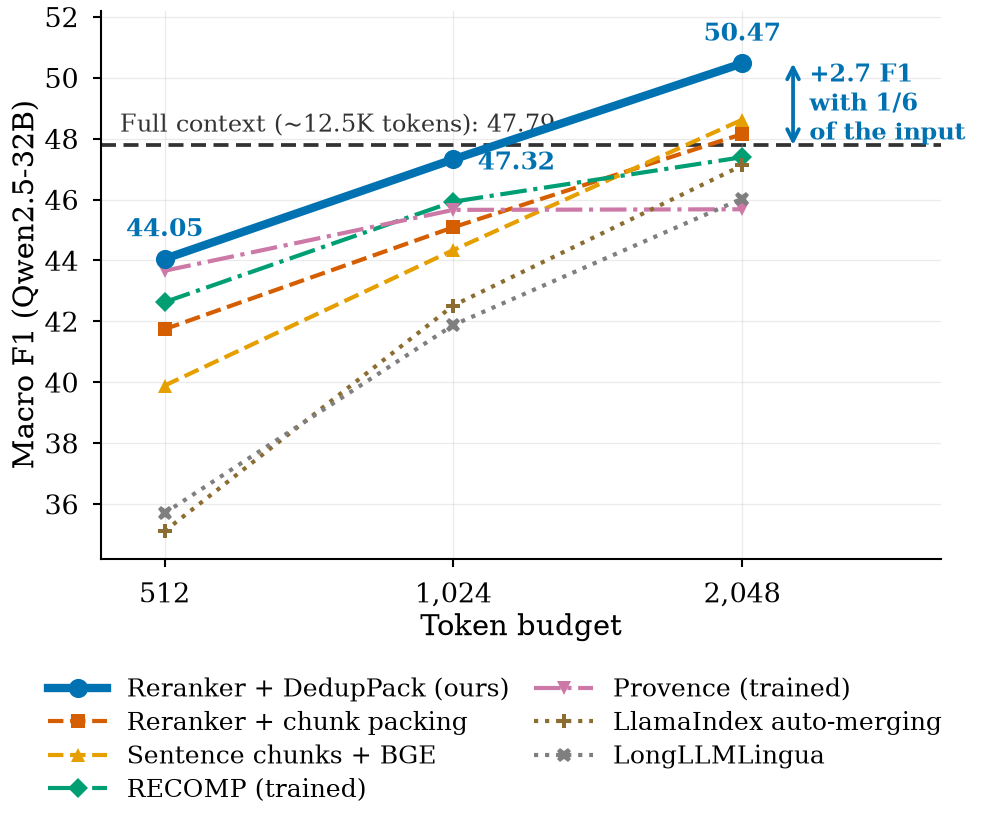 52
50
48
46
44
42
40
38
36
Macro F1 (Qwen2.5-32B)
50.47
+2.7 F1
with 1/6
of the input
Full context (~12.5K tokens): 47.79
47.32
44.05
512
1,024
2,048
Token budget
Reranker + DedupPack (ours)
Reranker + chunk packing
Sentence chunks + BGE
RECOMP (trained)
Provence (trained)
LlamaIndex auto-merging
LongLLMLingua